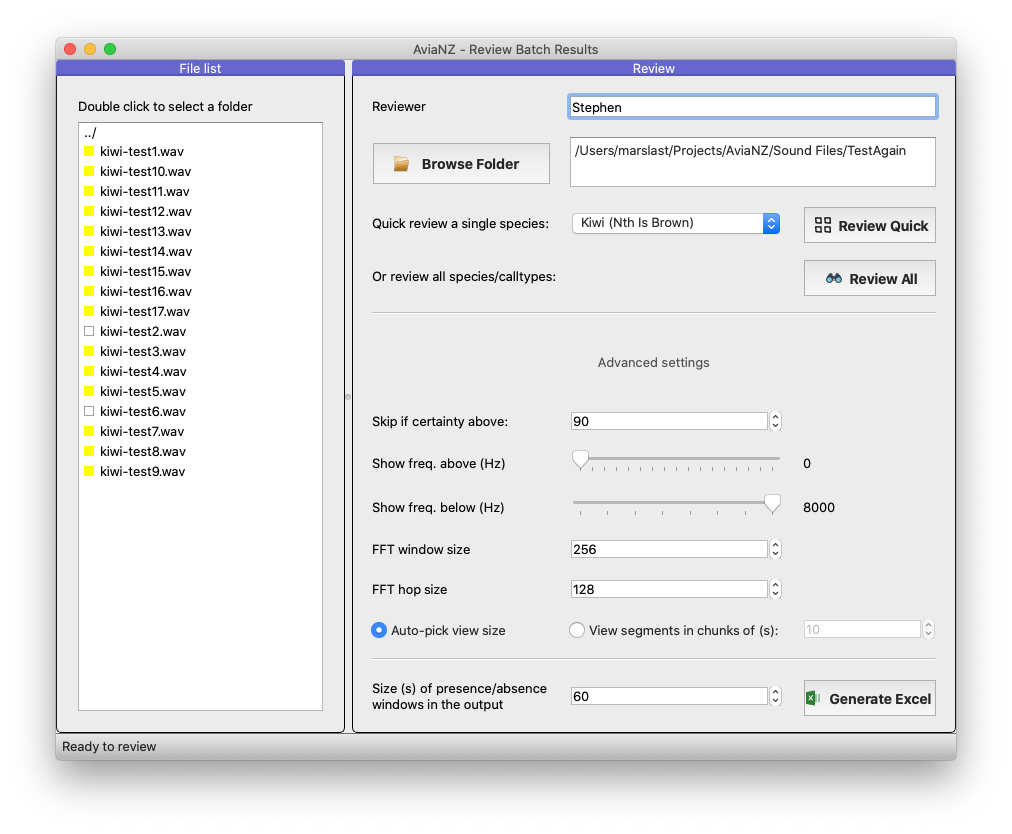 AviaNZ - Review Batch Results
File list
Double click to select a folder
../
kiwi-test1.wav
kiwi-test10.wav
kiwi-test11.wav
kiwi-test12.wav
kiwi-test13.wav
kiwi-test14.wav
kiwi-test15.wav
kiwi-test16.wav
kiwi-test17.wav
kiwi-test2.wav
kiwi-test3.wav
kiwi-test4.wav
kiwi-test5.wav
kiwi-test6.wav
kiwi-test7.wav
kiwi-test8.wav
kiwi-test9.wav
Review
Reviewer
Stephen
Browse Folder
/Users/marslast/Projects/AviaNZ/Sound Files/TestAgain
Quick review a single species:
Kiwi (Nth Is Brown)
Review Quick
Or review all species/calltypes:
Review All
Advanced settings
Skip if certainty above:
90
Show freq. above (Hz)
0
Show freq. below (Hz)
8000
FFT window size
256
FFT hop size
128
Auto-pick view size
View segments in chunks of (s):
10
Size (s) of presence/absence
windows in the output
60
Generate Excel
Ready to review